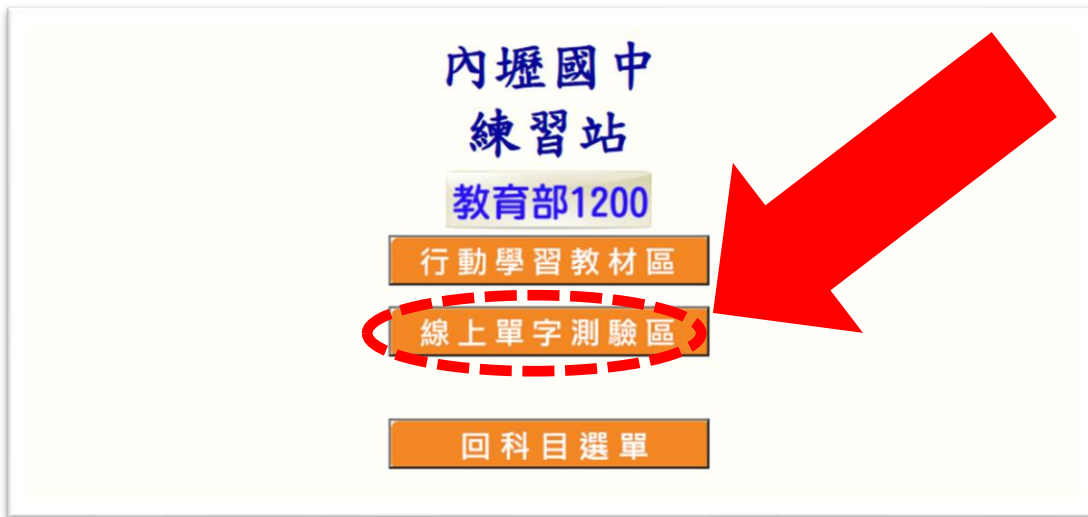 內壢國中
練習站
教育部1200
行動學習教材區
線上單字測驗區
回科目選單